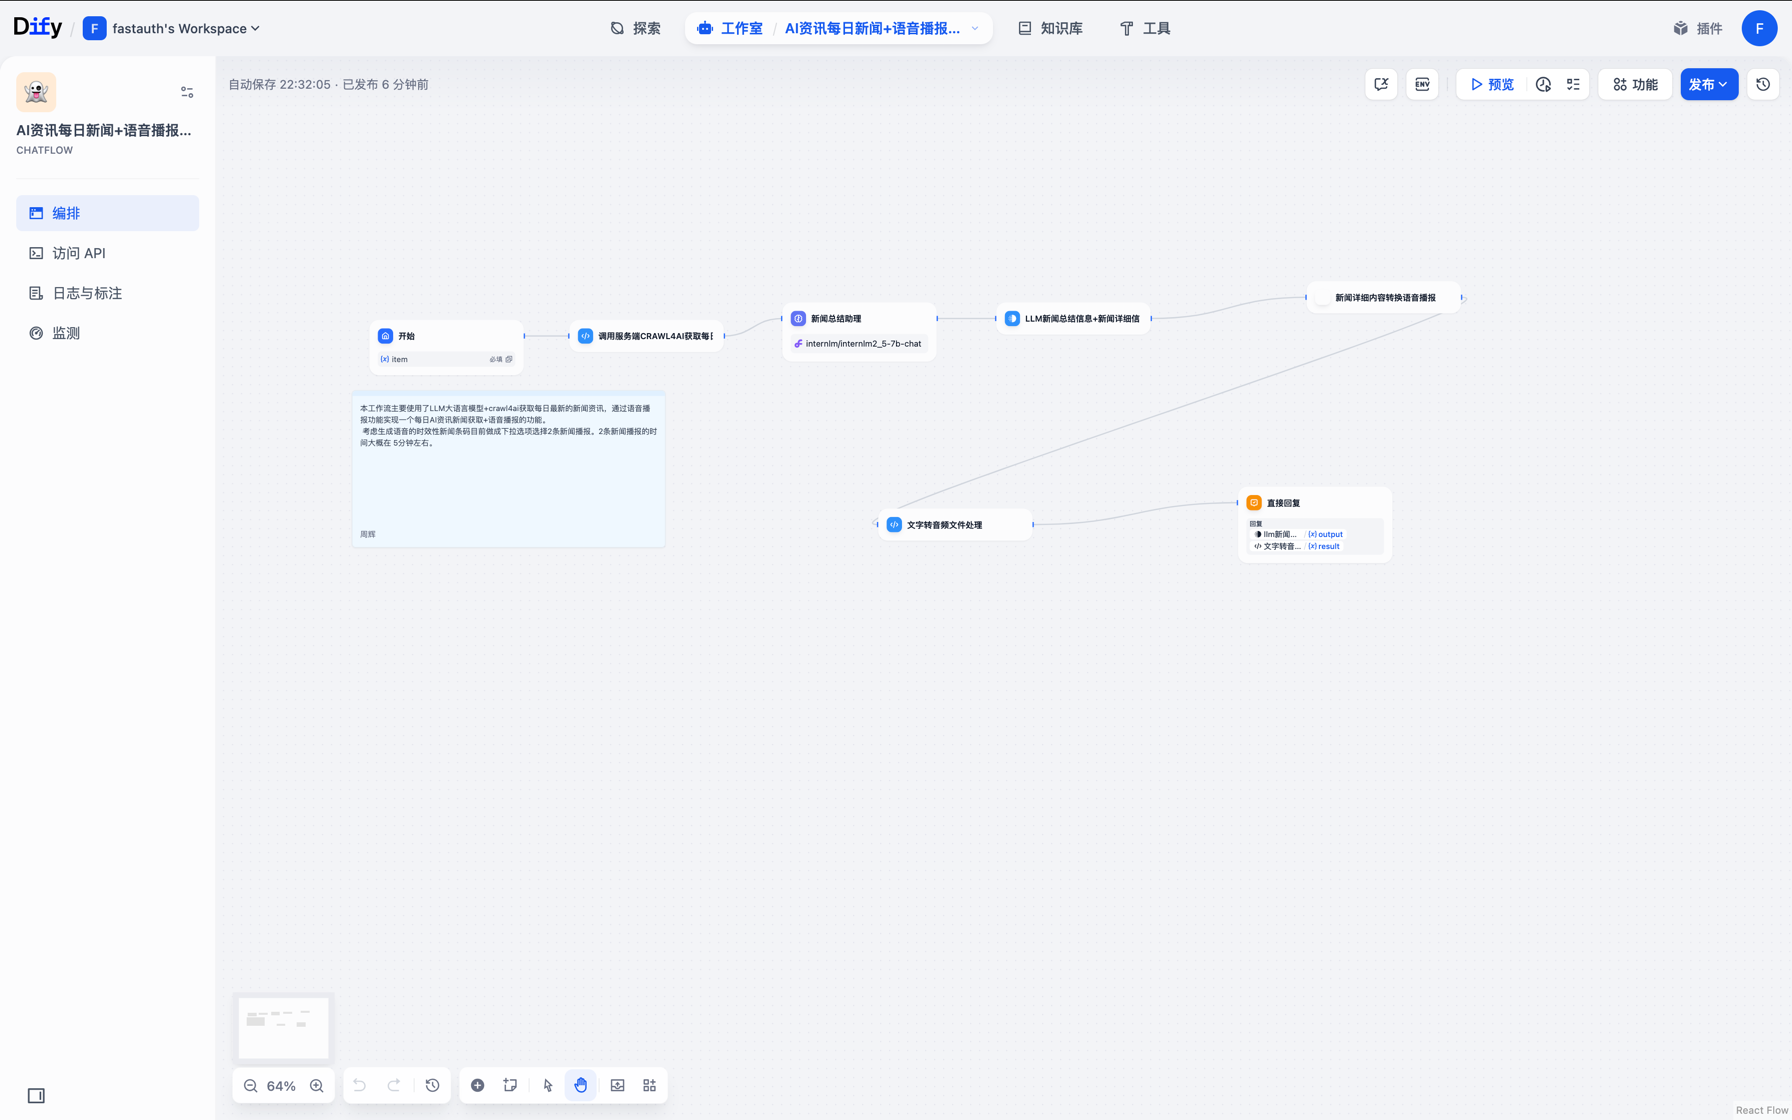 Dify / F fastauth's Workspace
探索
工作室 / AI资讯每日新闻+语音播报...
知识库
工具
插件
F
AI资讯每日新闻+语音播报...
CHATFLOW
编排
访问 API
日志与标注
监测
自动保存 22:32:05 · 已发布 6 分钟前
ENV
预览
功能
发布
开始
{x} item
必填
调用服务端CRAWL4AI获取每
新闻总结助理
internlm/internlm2_5-7b-chat
LLM新闻总结信息+新闻详细信
新闻详细内容转换语音播报
本工作流主要使用了LLM大语言模型+crawl4ai获取每日最新的新闻资讯，通过语音播
报功能实现一个每日AI资讯新闻获取+语音播报的功能。
考虑生成语音的时效性新闻条码目前做成下拉选项选择2条新闻播报。2条新闻播报的时
间大概在 5分钟左右。
周辉
文字转音频文件处理
直接回复
回复
llm新闻... / {x} output
文字转音... / {x} result
64%
React Flow